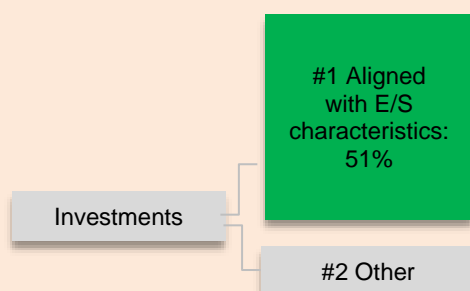 #1 Aligned
with E/S
characteristics:
51%
Investments
#2 Other